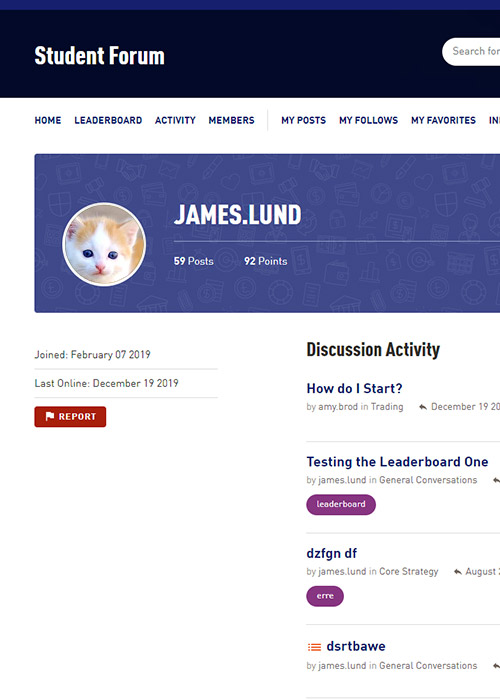 Student Forum
Search for
HOME LEADERBOARD ACTIVITY MEMBERS MY POSTS MY FOLLOWS MY FAVORITES
JAMES.LUND
59 Posts 92 Points
Joined: February 07 2019
Last Online: December 19 2019
REPORT
Discussion Activity
How do I Start?
by amy.brod in Trading December 19 20
Testing the Leaderboard One
by james.lund in General Conversations
leaderboard
dzfgn df
by james.lund in Core Strategy August
erre
dsrtbawe
by james.lund in General Conversations